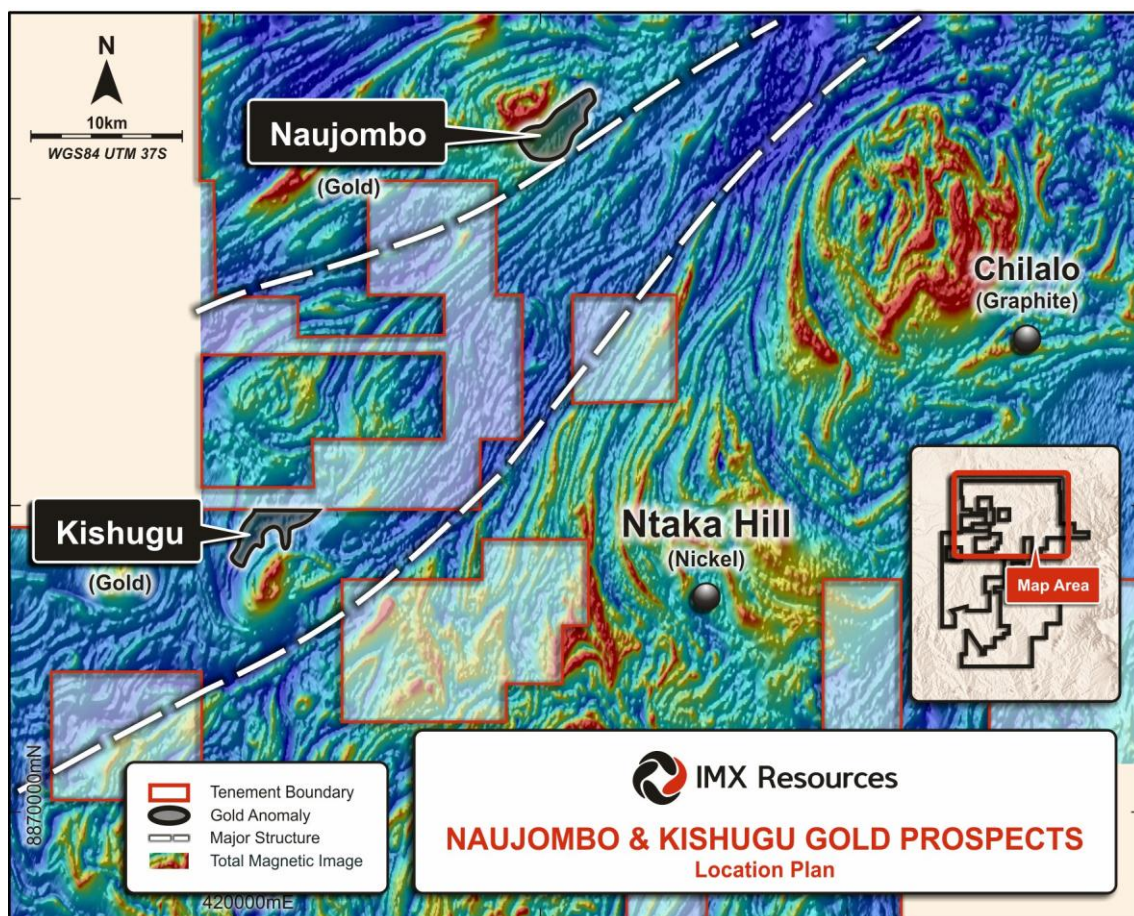 N
10km
WGS84 UTM 37S
Naujombo
(Gold)
Chilalo
(Graphite)
Kishugu
(Gold)
Ntaka Hill
(Nickel)
Map Area
8870000mN
420000mE
Tenement Boundary
Gold Anomaly
Major Structure
Total Magnetic Image
IMX Resources
NAUJOMBO & KISHUGU GOLD PROSPECTS
Location Plan